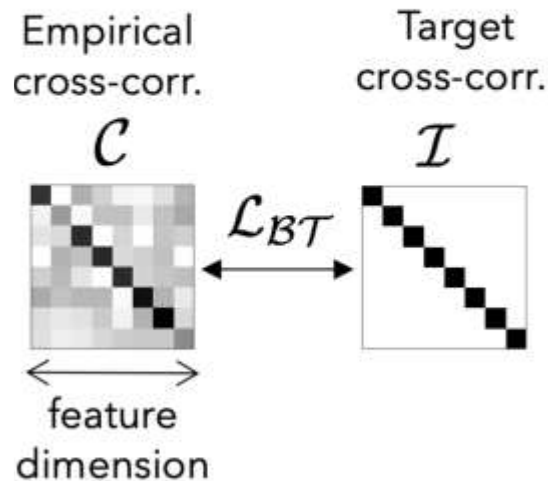 Empirical
cross-corr.
C
Target
cross-corr.
I
L_BT
feature
dimension